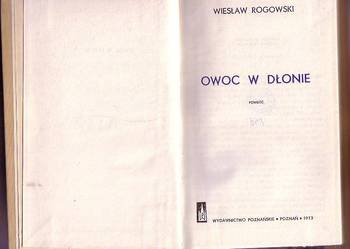 WIESŁAW ROGOWSKI
OWOC W DŁONIE
POWIEŚĆ
WYDAWNICTWO POZNAŃSKIE • POZNAŃ • 1973